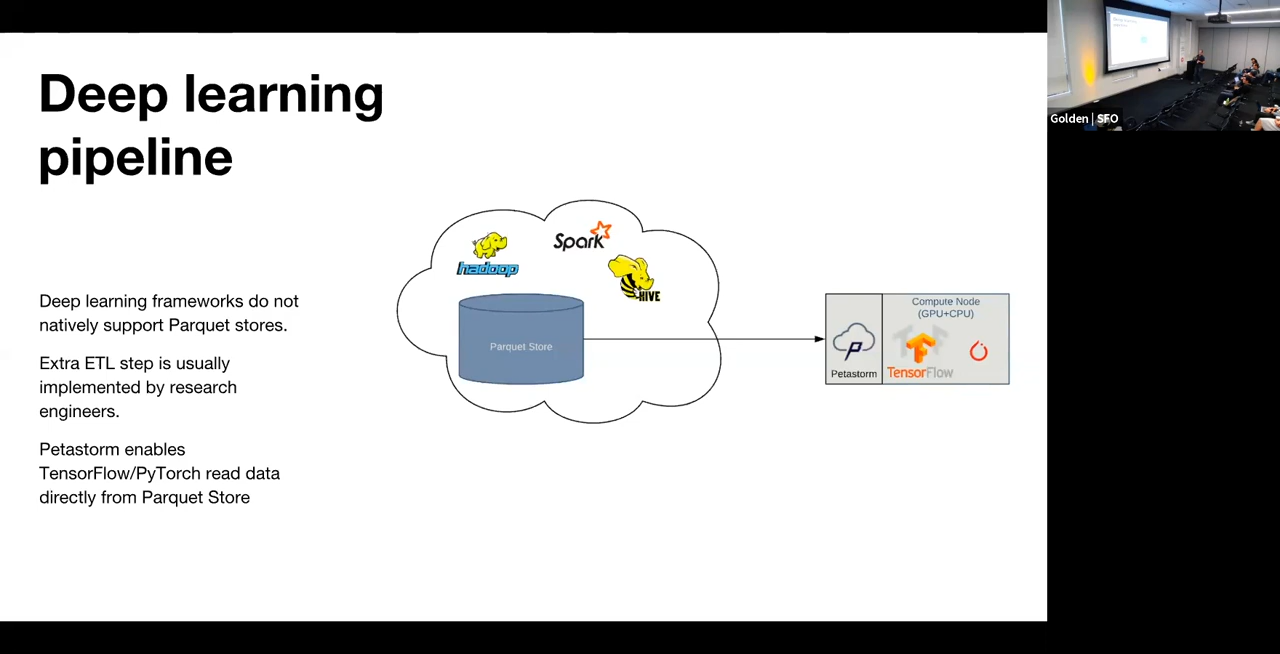 Deep learning
pipeline
Deep learning frameworks do not
natively support Parquet stores.
Extra ETL step is usually
implemented by research
engineers.
Petastorm enables
TensorFlow/PyTorch read data
directly from Parquet Store
hadoop
Spark
HIVE
Parquet Store
Petastorm
Compute Node
(GPU+CPU)
TensorFlow
Golden | SFO